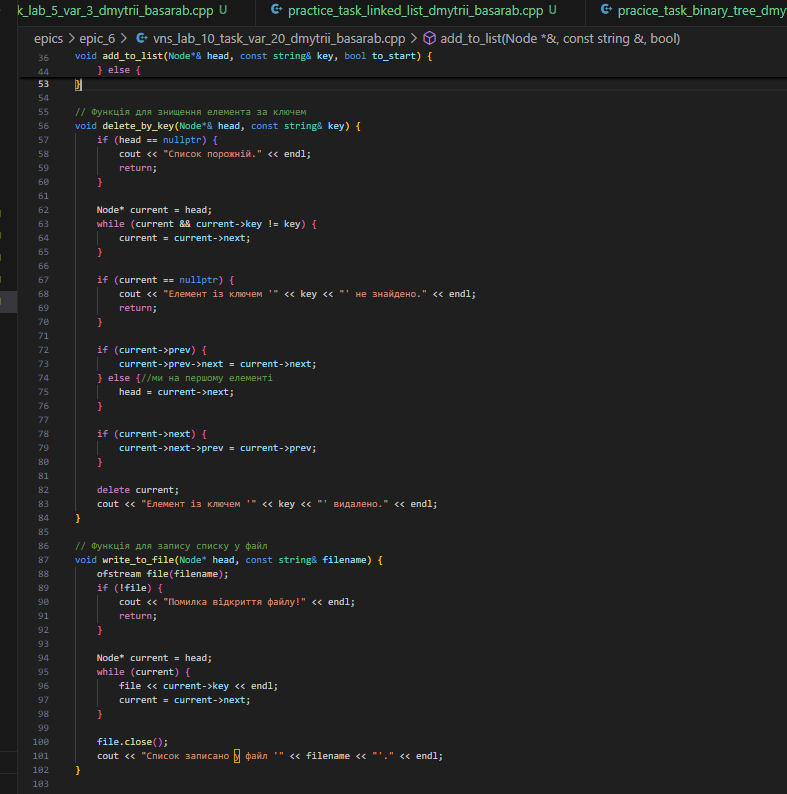 k_lab_5_var_3_dmytrii_basarab.cpp U
practice_task_linked_list_dmytrii_basarab.cpp U
pracice_task_binary_tree_dmy
epics > epic_6 > vns_lab_10_task_var_20_dmytrii_basarab.cpp > add_to_list(Node *&, const string &, bool)
36 void add_to_list(Node*& head, const string& key, bool to_start) {
44 } else {
53 }
54
55 // Функція для знищення елемента за ключем
56 void delete_by_key(Node*& head, const string& key) {
57 if (head == nullptr) {
58 cout << "Список порожній." << endl;
59 return;
60 }
61
62 Node* current = head;
63 while (current && current->key != key) {
64 current = current->next;
65 }
66
67 if (current == nullptr) {
68 cout << "Елемент із ключем '" << key << "' не знайдено." << endl;
69 return;
70 }
71
72 if (current->prev) {
73 current->prev->next = current->next;
74 } else {//ми на першому елементі
75 head = current->next;
76 }
77
78 if (current->next) {
79 current->next->prev = current->prev;
80 }
81
82 delete current;
83 cout << "Елемент із ключем '" << key << "' видалено." << endl;
84 }
85
86 // Функція для запису списку у файл
87 void write_to_file(Node* head, const string& filename) {
88 ofstream file(filename);
89 if (!file) {
90 cout << "Помилка відкриття файлу!" << endl;
91 return;
92 }
93
94 Node* current = head;
95 while (current) {
96 file << current->key << endl;
97 current = current->next;
98 }
99
100 file.close();
101 cout << "Список записано у файл '" << filename << "'." << endl;
102 }
103